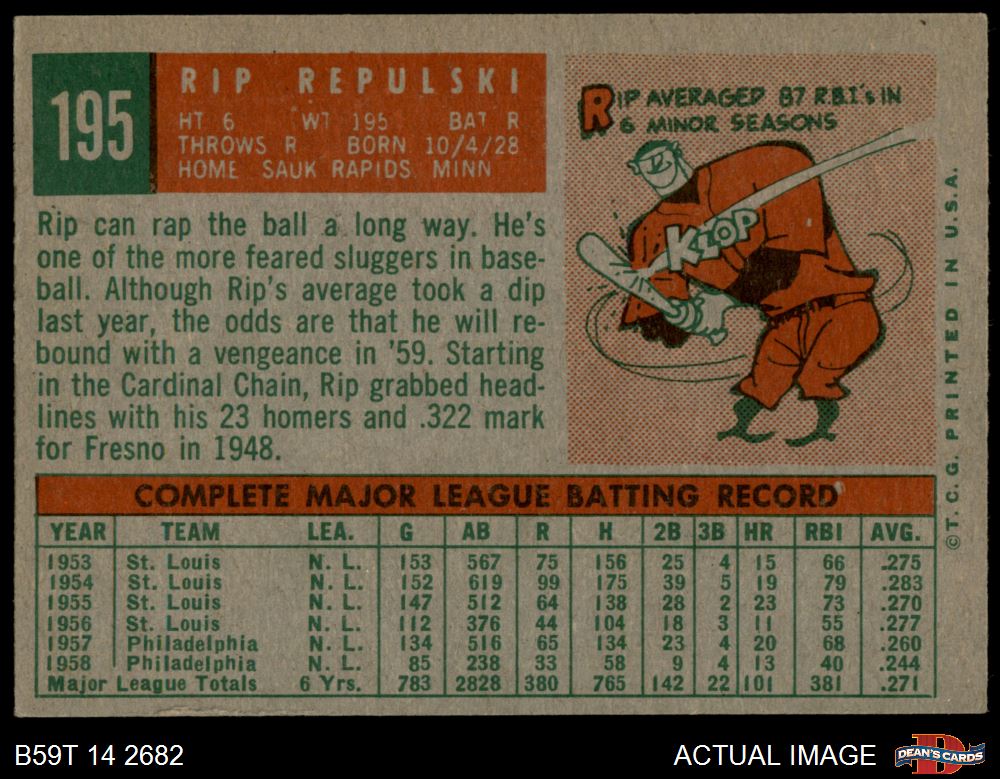 195
RIP REPULSKI
HT 6 WT 195 BAT R
THROWS R BORN 10/4/28
HOME SAUK RAPIDS MINN
RIP AVERAGED 87 R.B.I's IN
6 MINOR SEASONS
KLOP
Rip can rap the ball a long way. He's
one of the more feared sluggers in base-
ball. Although Rip's average took a dip
last year, the odds are that he will re-
bound with a vengeance in '59. Starting
in the Cardinal Chain, Rip grabbed head-
lines with his 23 homers and .322 mark
for Fresno in 1948.
COMPLETE MAJOR LEAGUE BATTING RECORD
YEAR TEAM LEA. G AB R H 2B 3B HR RBI AVG.
1953 St. Louis N. L. 153 567 75 156 25 4 15 66 .275
1954 St. Louis N. L. 152 619 99 175 39 5 19 79 .283
1955 St. Louis N. L. 147 512 64 138 28 2 23 73 .270
1956 St. Louis N. L. 112 376 44 104 18 3 11 55 .277
1957 Philadelphia N. L. 134 516 65 134 23 4 20 68 .260
1958 Philadelphia N. L. 85 238 33 58 9 4 13 40 .244
Major League Totals 6 Yrs. 783 2828 380 765 142 22 101 381 .271
©T.C.G. PRINTED IN U.S.A.
B59T 14 2682
ACTUAL IMAGE
DEAN'S CARDS